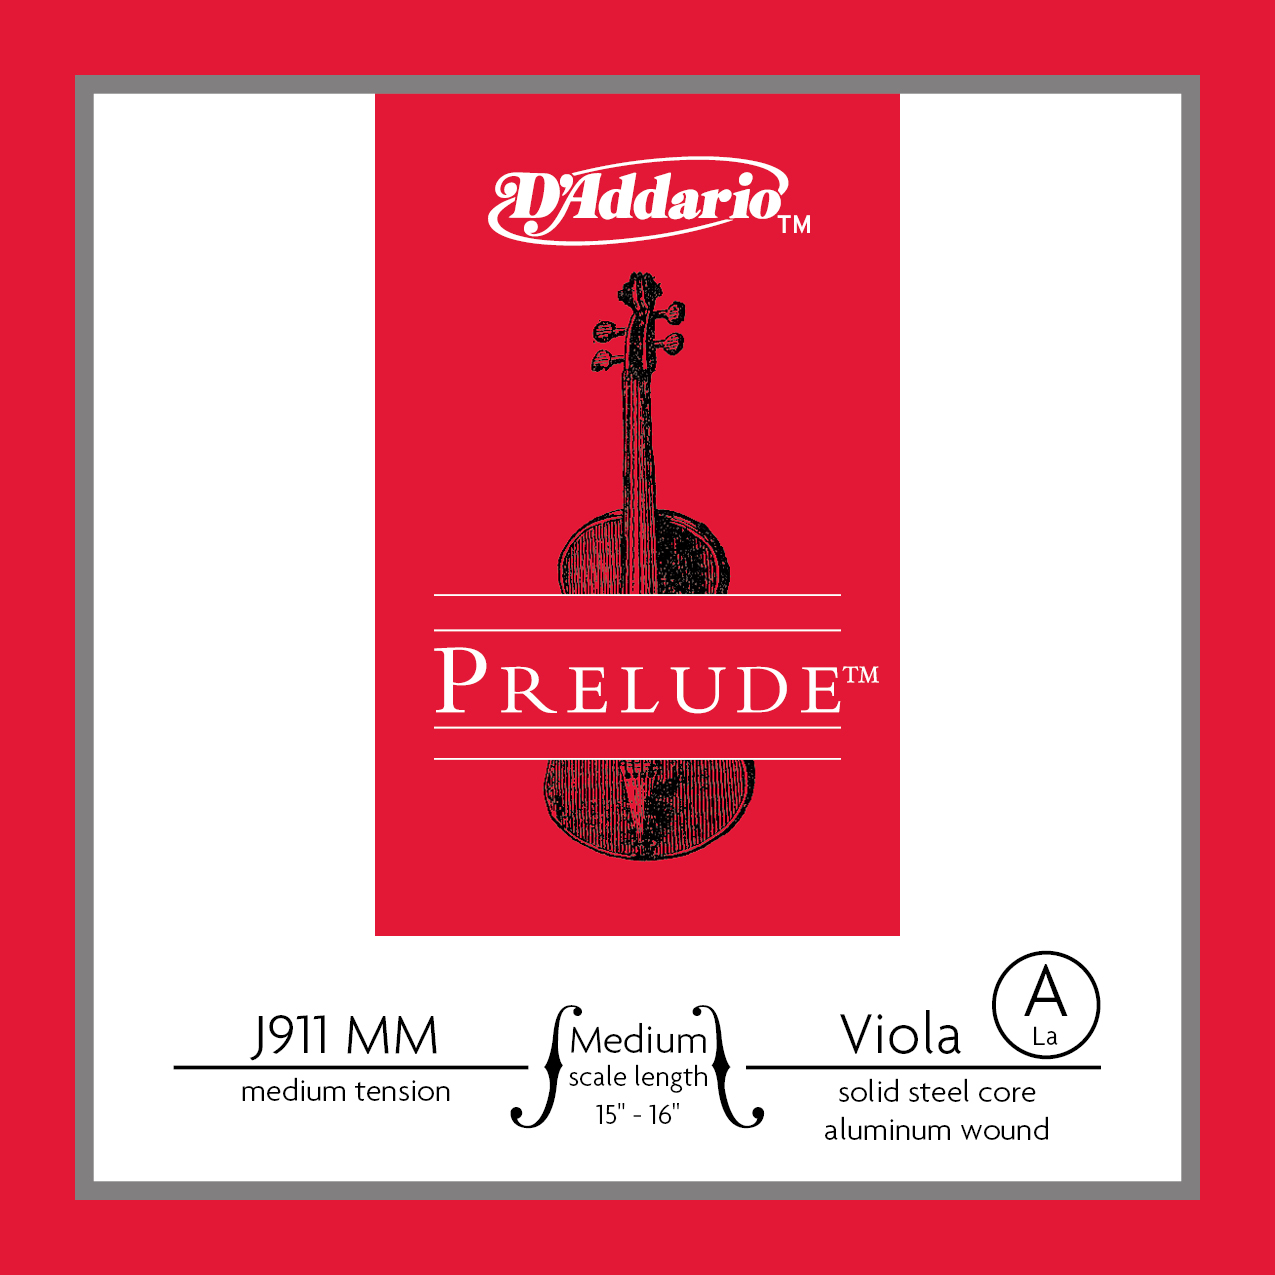 D'Addario™
PRELUDE™
J911 MM
medium tension
Medium
scale length
15" - 16"
Viola
A
La
solid steel core
aluminum wound